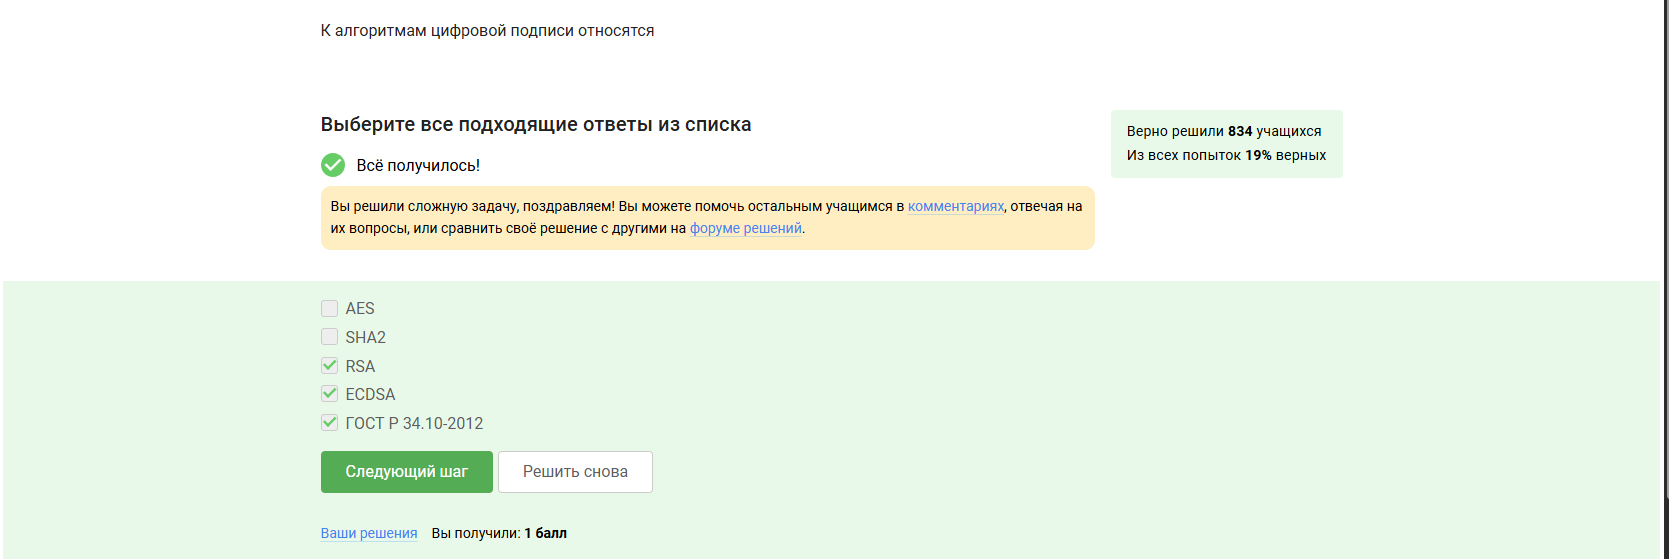 К алгоритмам цифровой подписи относятся
Выберите все подходящие ответы из списка
Всё получилось!
Верно решили 834 учащихся
Из всех попыток 19% верных
Вы решили сложную задачу, поздравляем! Вы можете помочь остальным учащимся в комментариях, отвечая на
их вопросы, или сравнить своё решение с другими на форуме решений.
AES
SHA2
RSA
ECDSA
ГОСТ Р 34.10-2012
Следующий шаг Решить снова
Ваши решения Вы получили: 1 балл